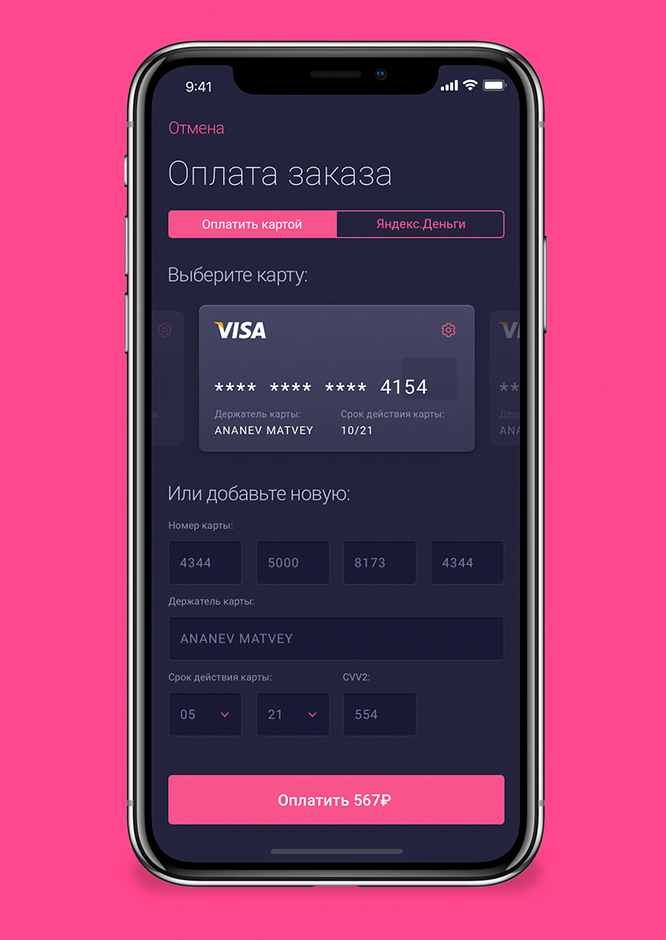 9:41
Отмена
Оплата заказа
Оплатить картой
Яндекс.Деньги
Выберите карту:
VISA
**** **** **** 4154
Держатель карты: Срок действия карты:
ANANEV MATVEY 10/21
Или добавьте новую:
Номер карты:
4344 5000 8173 4344
Держатель карты:
ANANEV MATVEY
Срок действия карты: CVV2:
05 21 554
Оплатить 567₽